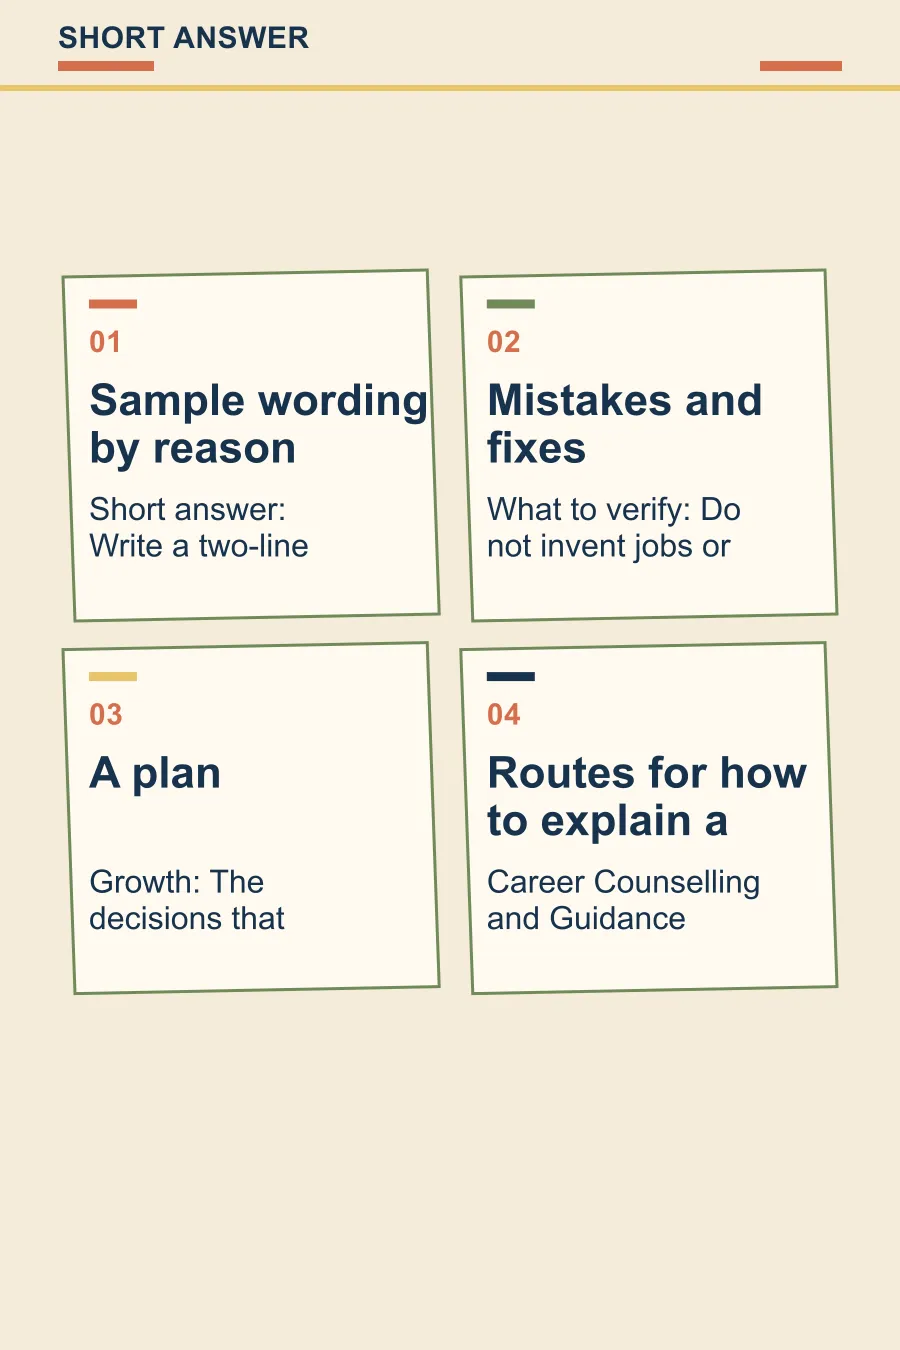 SHORT ANSWER
01
Sample wording
by reason
Short answer:
Write a two-line
02
Mistakes and
fixes
What to verify: Do
not invent jobs or
03
A plan
Growth: The
decisions that
04
Routes for how
to explain a
Career Counselling
and Guidance